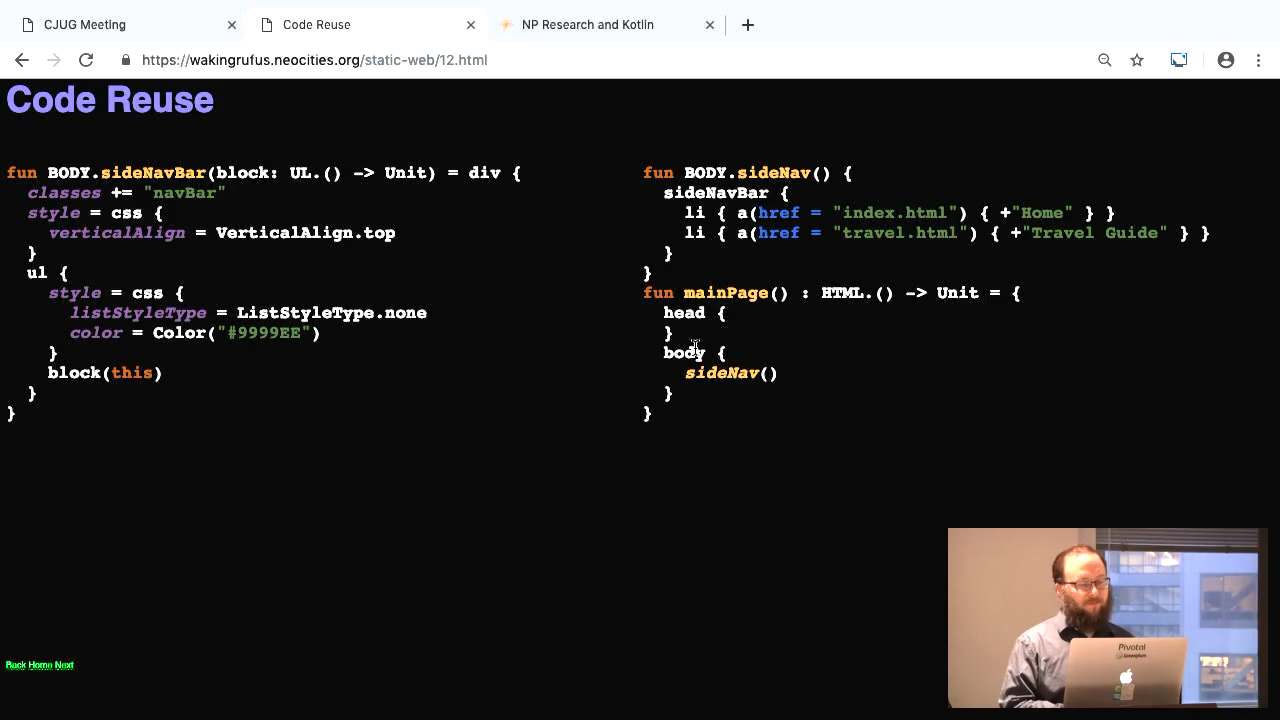 CJUG Meeting
Code Reuse
NP Research and Kotlin
https://wakingrufus.neocities.org/static-web/12.html
Code Reuse
fun BODY.sideNavBar(block: UL.() -> Unit) = div {
classes += "navBar"
style = css {
verticalAlign = VerticalAlign.top
}
ul {
style = css {
listStyleType = ListStyleType.none
color = Color("#9999EE")
}
block(this)
}
}
fun BODY.sideNav() {
sideNavBar {
li { a(href = "index.html") { +"Home" } }
li { a(href = "travel.html") { +"Travel Guide" } }
}
}
fun mainPage() : HTML.() -> Unit = {
head {
}
body {
sideNav()
}
}
Back Home Next
Pivotal
Greenplum